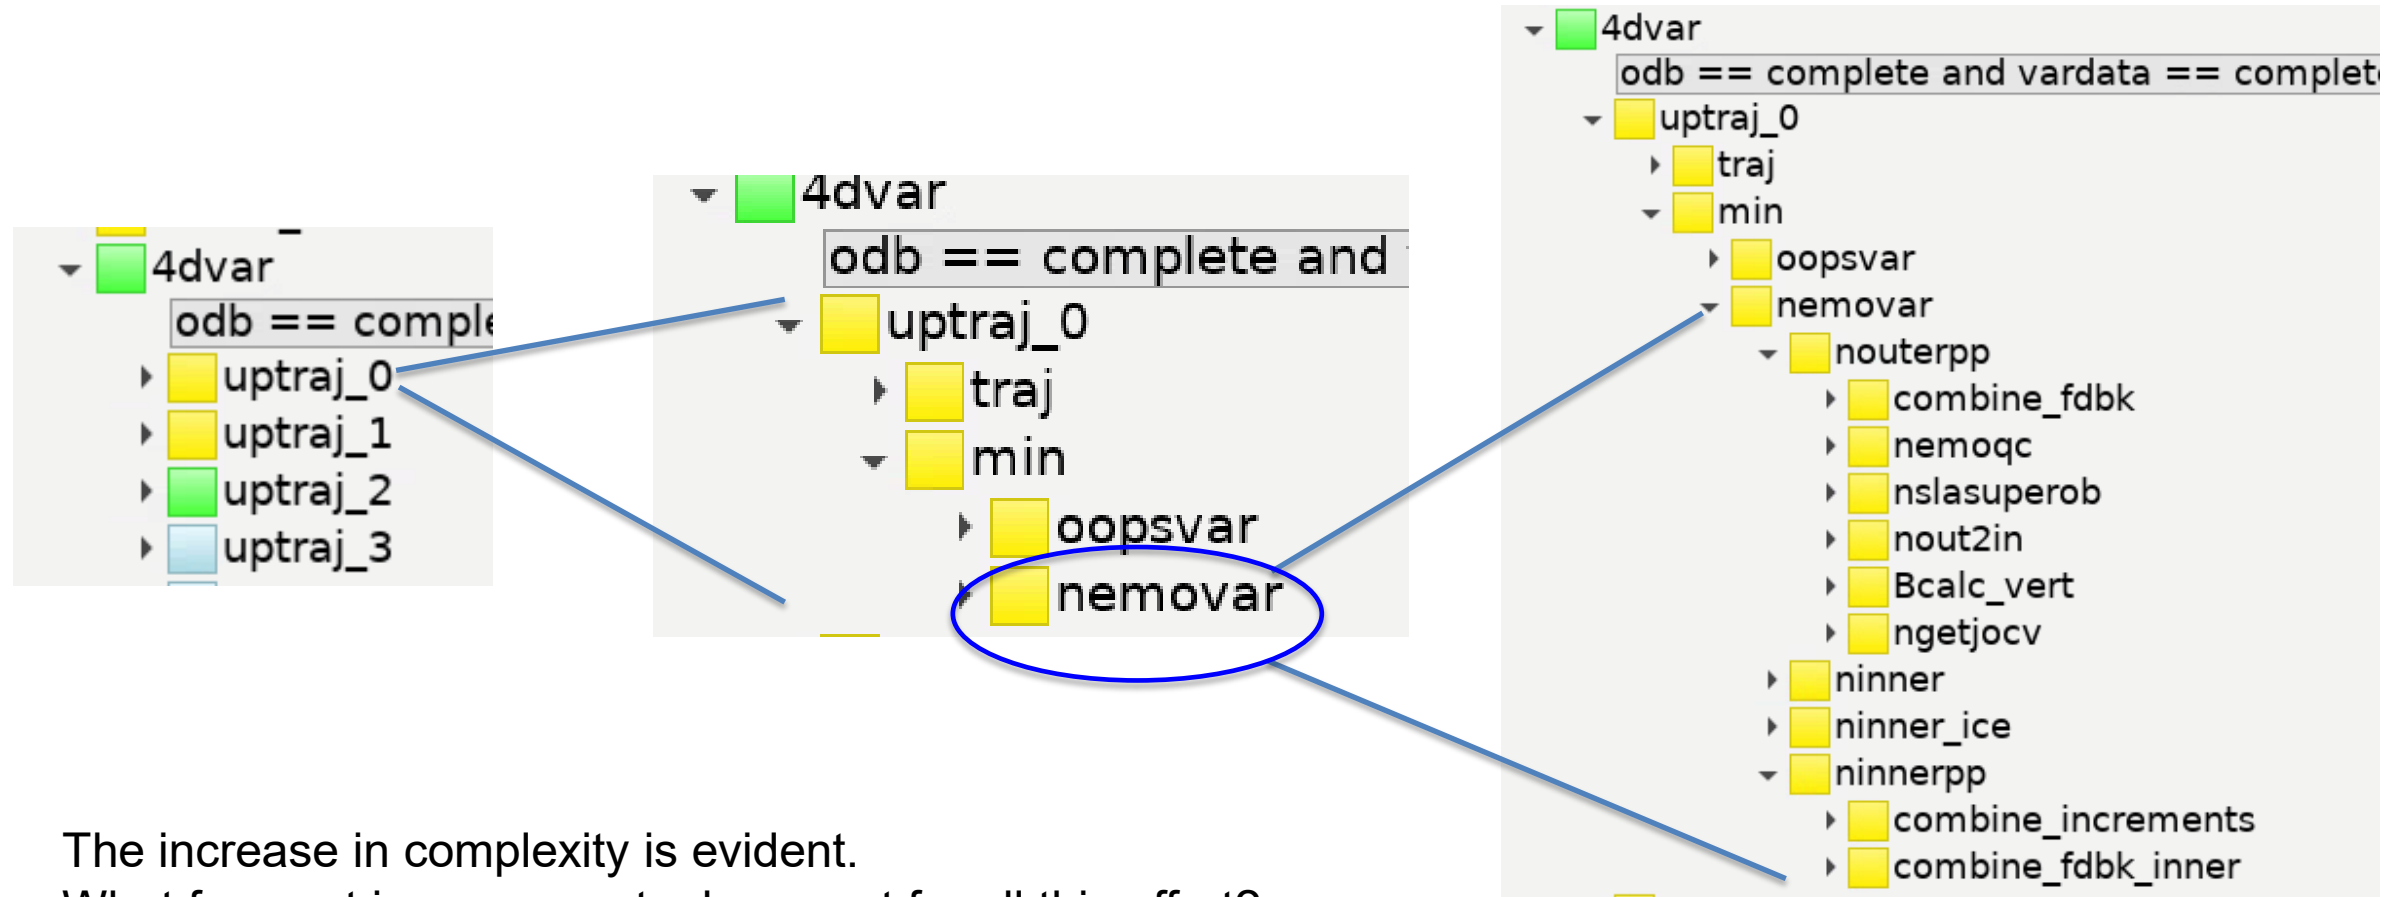 4dvar
odb == comple
uptraj_0
uptraj_1
uptraj_2
uptraj_3
4dvar
odb == complete and
uptraj_0
traj
min
oopsvar
nemovar
4dvar
odb == complete and vardata == complete
uptraj_0
traj
min
oopsvar
nemovar
nouterpp
combine_fdbk
nemoqc
nslasuperob
nout2in
Bcalc_vert
ngetjocv
ninner
ninner_ice
ninnerpp
combine_increments
combine_fdbk_inner
The increase in complexity is evident.